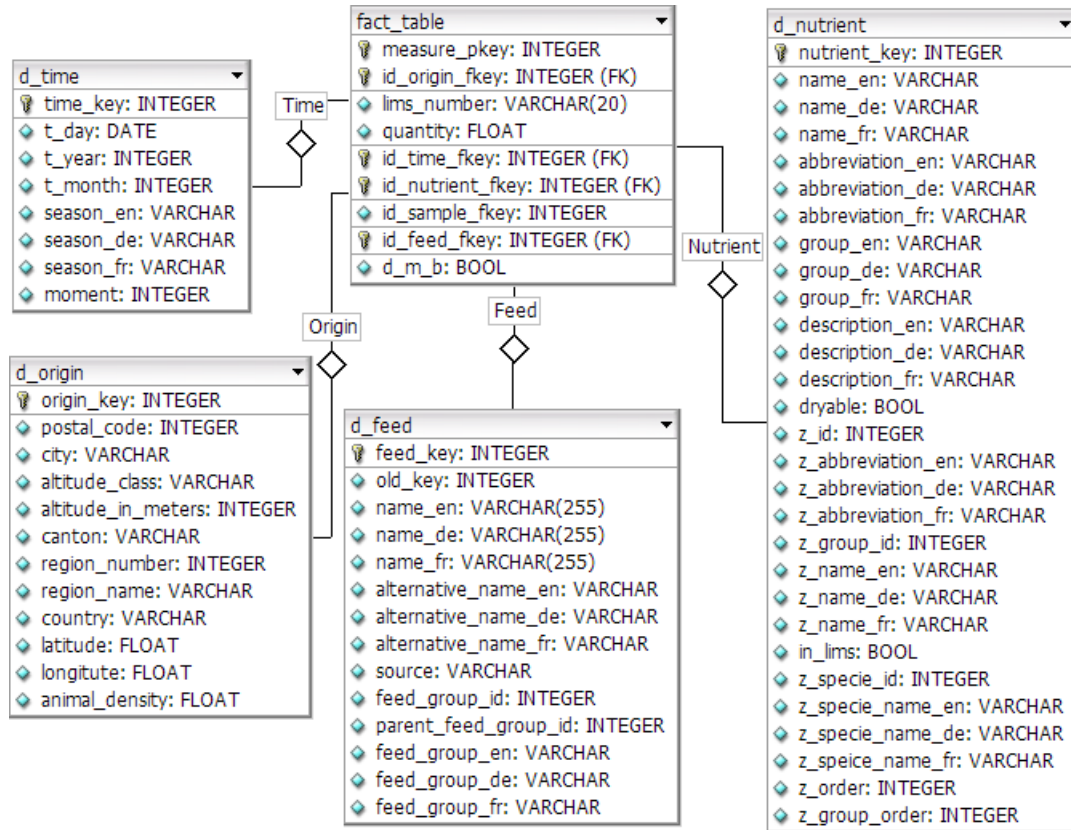 d_time
time_key: INTEGER
t_day: DATE
t_year: INTEGER
t_month: INTEGER
season_en: VARCHAR
season_de: VARCHAR
season_fr: VARCHAR
moment: INTEGER
Time
fact_table
measure_pkey: INTEGER
id_origin_fkey: INTEGER (FK)
lims_number: VARCHAR(20)
quantity: FLOAT
id_time_fkey: INTEGER (FK)
id_nutrient_fkey: INTEGER (FK)
id_sample_fkey: INTEGER
id_feed_fkey: INTEGER (FK)
d_m_b: BOOL
Nutrient
Feed
Origin
d_origin
origin_key: INTEGER
postal_code: INTEGER
city: VARCHAR
altitude_class: VARCHAR
altitude_in_meters: INTEGER
canton: VARCHAR
region_number: INTEGER
region_name: VARCHAR
country: VARCHAR
latitude: FLOAT
longitute: FLOAT
animal_density: FLOAT
d_feed
feed_key: INTEGER
old_key: INTEGER
name_en: VARCHAR(255)
name_de: VARCHAR(255)
name_fr: VARCHAR(255)
alternative_name_en: VARCHAR
alternative_name_de: VARCHAR
alternative_name_fr: VARCHAR
source: VARCHAR
feed_group_id: INTEGER
parent_feed_group_id: INTEGER
feed_group_en: VARCHAR
feed_group_de: VARCHAR
feed_group_fr: VARCHAR
d_nutrient
nutrient_key: INTEGER
name_en: VARCHAR
name_de: VARCHAR
name_fr: VARCHAR
abbreviation_en: VARCHAR
abbreviation_de: VARCHAR
abbreviation_fr: VARCHAR
group_en: VARCHAR
group_de: VARCHAR
group_fr: VARCHAR
description_en: VARCHAR
description_de: VARCHAR
description_fr: VARCHAR
dryable: BOOL
z_id: INTEGER
z_abbreviation_en: VARCHAR
z_abbreviation_de: VARCHAR
z_abbreviation_fr: VARCHAR
z_group_id: INTEGER
z_name_en: VARCHAR
z_name_de: VARCHAR
z_name_fr: VARCHAR
in_lims: BOOL
z_specie_id: INTEGER
z_specie_name_en: VARCHAR
z_specie_name_de: VARCHAR
z_speice_name_fr: VARCHAR
z_order: INTEGER
z_group_order: INTEGER